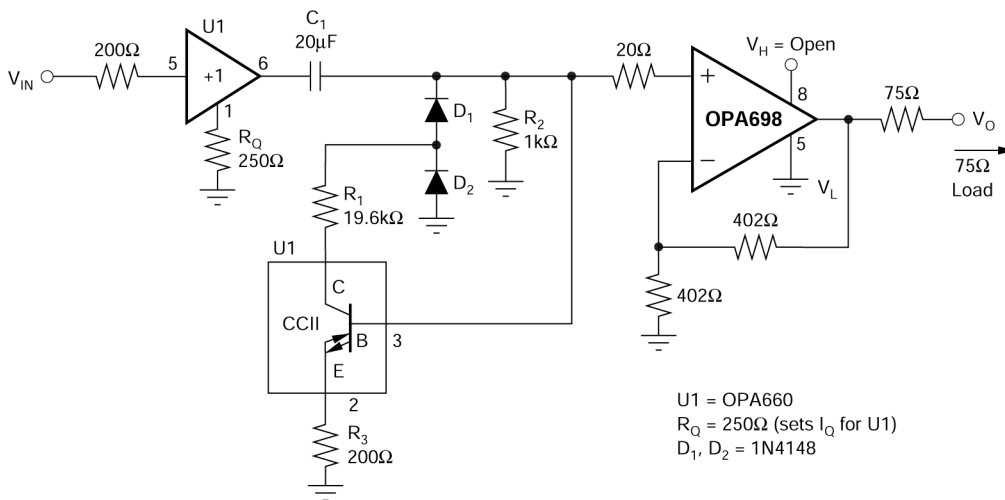 U1
200Ω
V_IN
5
+1
6
1
R_Q
250Ω
C₁
20μF
D₁
D₂
R₂
1kΩ
R₁
19.6kΩ
U1
C
CCII
B
3
E
2
R₃
200Ω
20Ω
V_H = Open
+
8
OPA698
−
5
V_L
75Ω
V_O
75Ω
Load
402Ω
402Ω
U1 = OPA660
R_Q = 250Ω (sets I_Q for U1)
D₁, D₂ = 1N4148